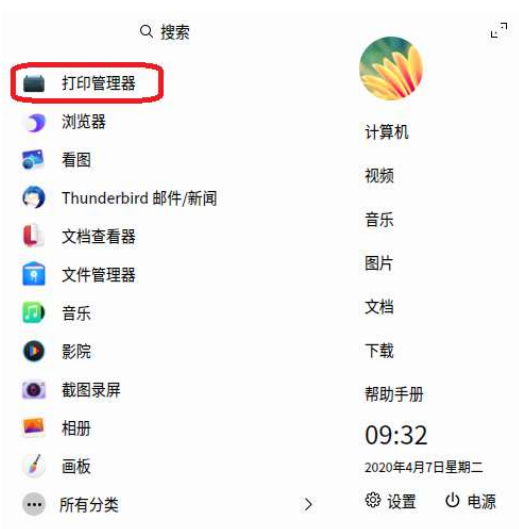 搜索
打印管理器
浏览器
看图
Thunderbird 邮件/新闻
文档查看器
文件管理器
音乐
影院
截图录屏
相册
画板
所有分类
计算机
视频
音乐
图片
文档
下载
帮助手册
09:32
2020年4月7日星期二
设置 电源